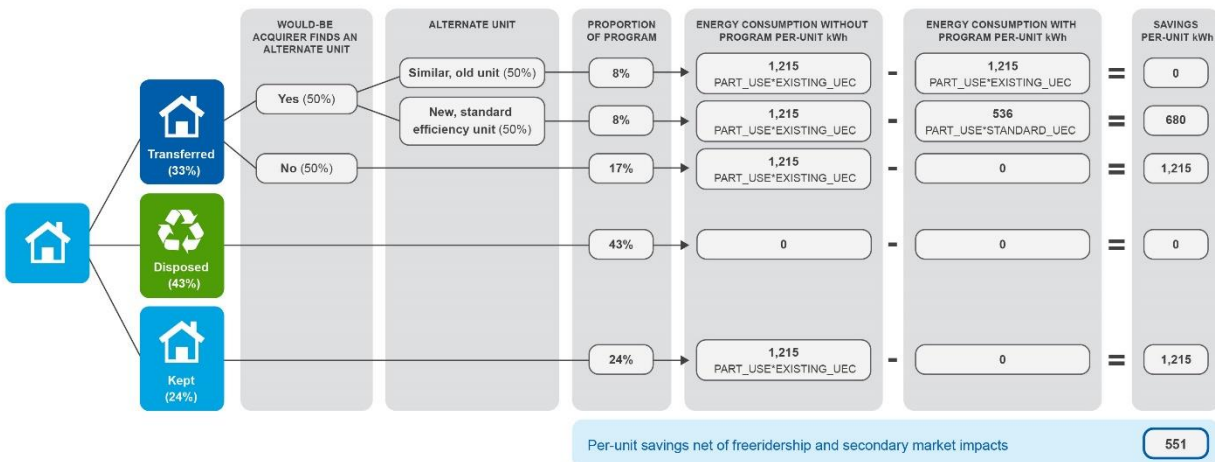 WOULD-BE
ACQUIRER FINDS AN
ALTERNATE UNIT
ALTERNATE UNIT
PROPORTION
OF PROGRAM
ENERGY CONSUMPTION WITHOUT
PROGRAM PER-UNIT kWh
ENERGY CONSUMPTION WITH
PROGRAM PER-UNIT kWh
SAVINGS
PER-UNIT kWh
Transferred
(33%)
Yes (50%)
Similar, old unit (50%)
8%
1,215
PART_USE*EXISTING_UEC
-
1,215
PART_USE*EXISTING_UEC
=
0
New, standard
efficiency unit (50%)
8%
1,215
PART_USE*EXISTING_UEC
-
536
PART_USE*STANDARD_UEC
=
680
No (50%)
17%
1,215
PART_USE*EXISTING_UEC
-
0
=
1,215
Disposed
(43%)
43%
0
-
0
=
0
Kept
(24%)
24%
1,215
PART_USE*EXISTING_UEC
-
0
=
1,215
Per-unit savings net of freeridership and secondary market impacts
551